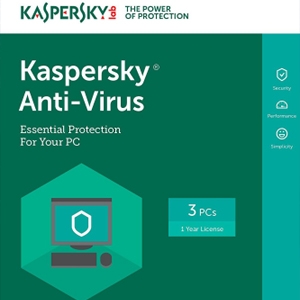 KASPERSKY lab THE POWER OF PROTECTION
Kaspersky®
Anti-Virus
Essential Protection
For Your PC
Security
Performance
Simplicity
3 PCs
1 Year License